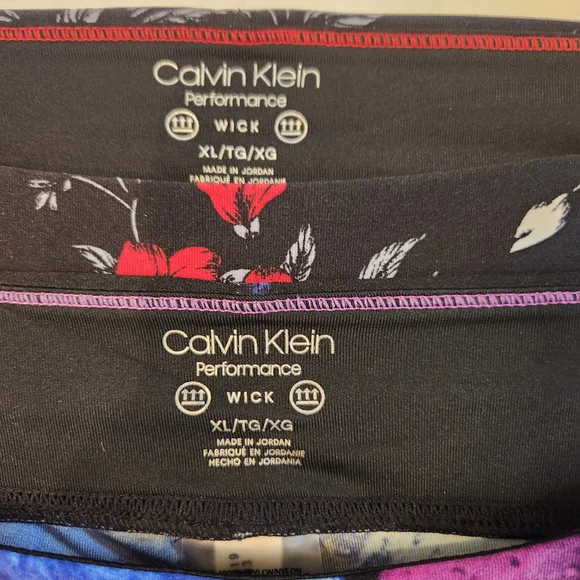 Calvin Klein
Performance
WICK
XL/TG/XG
MADE IN JORDAN
FABRIQUÉ EN JORDANIE
Calvin Klein
Performance
WICK
XL/TG/XG
MADE IN JORDAN
FABRIQUÉ EN JORDANIE
HECHO EN JORDANIA